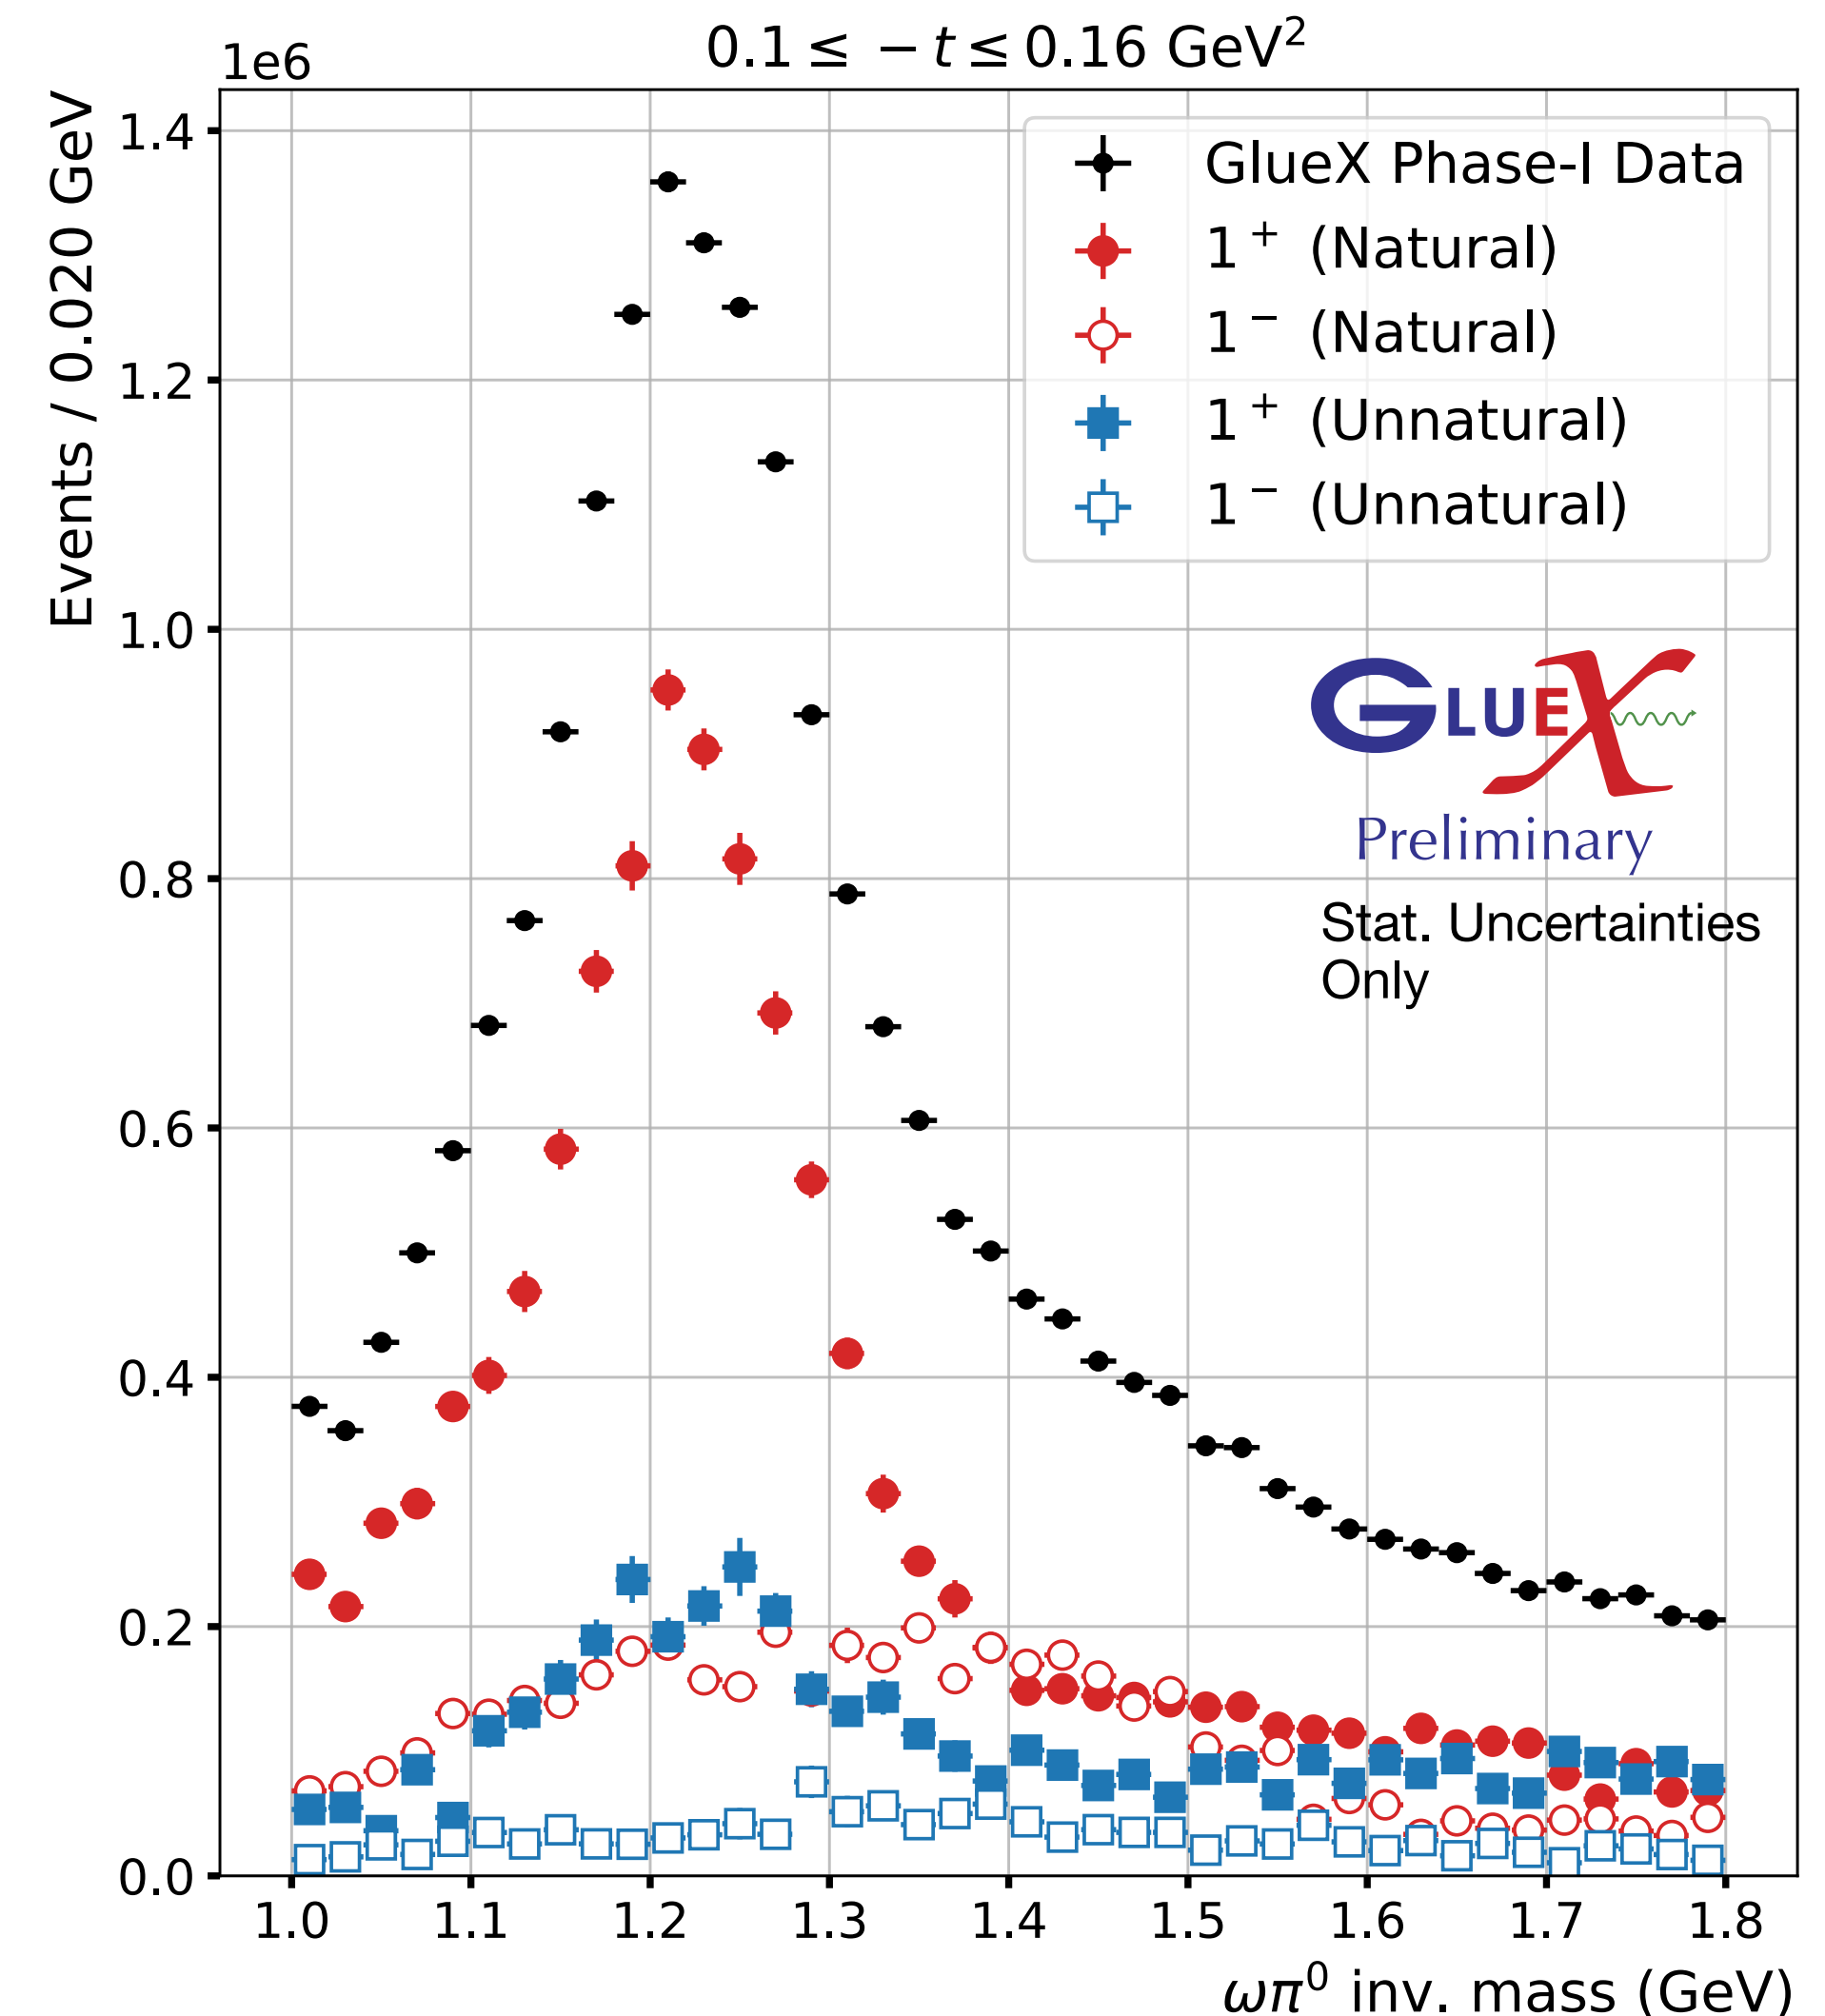 1e6
0.1 ≤ −t ≤ 0.16 GeV²
Events / 0.020 GeV
1.4
1.2
1.0
0.8
0.6
0.4
0.2
0.0
GlueX Phase-I Data
1⁺ (Natural)
1⁻ (Natural)
1⁺ (Unnatural)
1⁻ (Unnatural)
GLUEX
Preliminary
Stat. Uncertainties
Only
1.0 1.1 1.2 1.3 1.4 1.5 1.6 1.7 1.8
ωπ⁰ inv. mass (GeV)